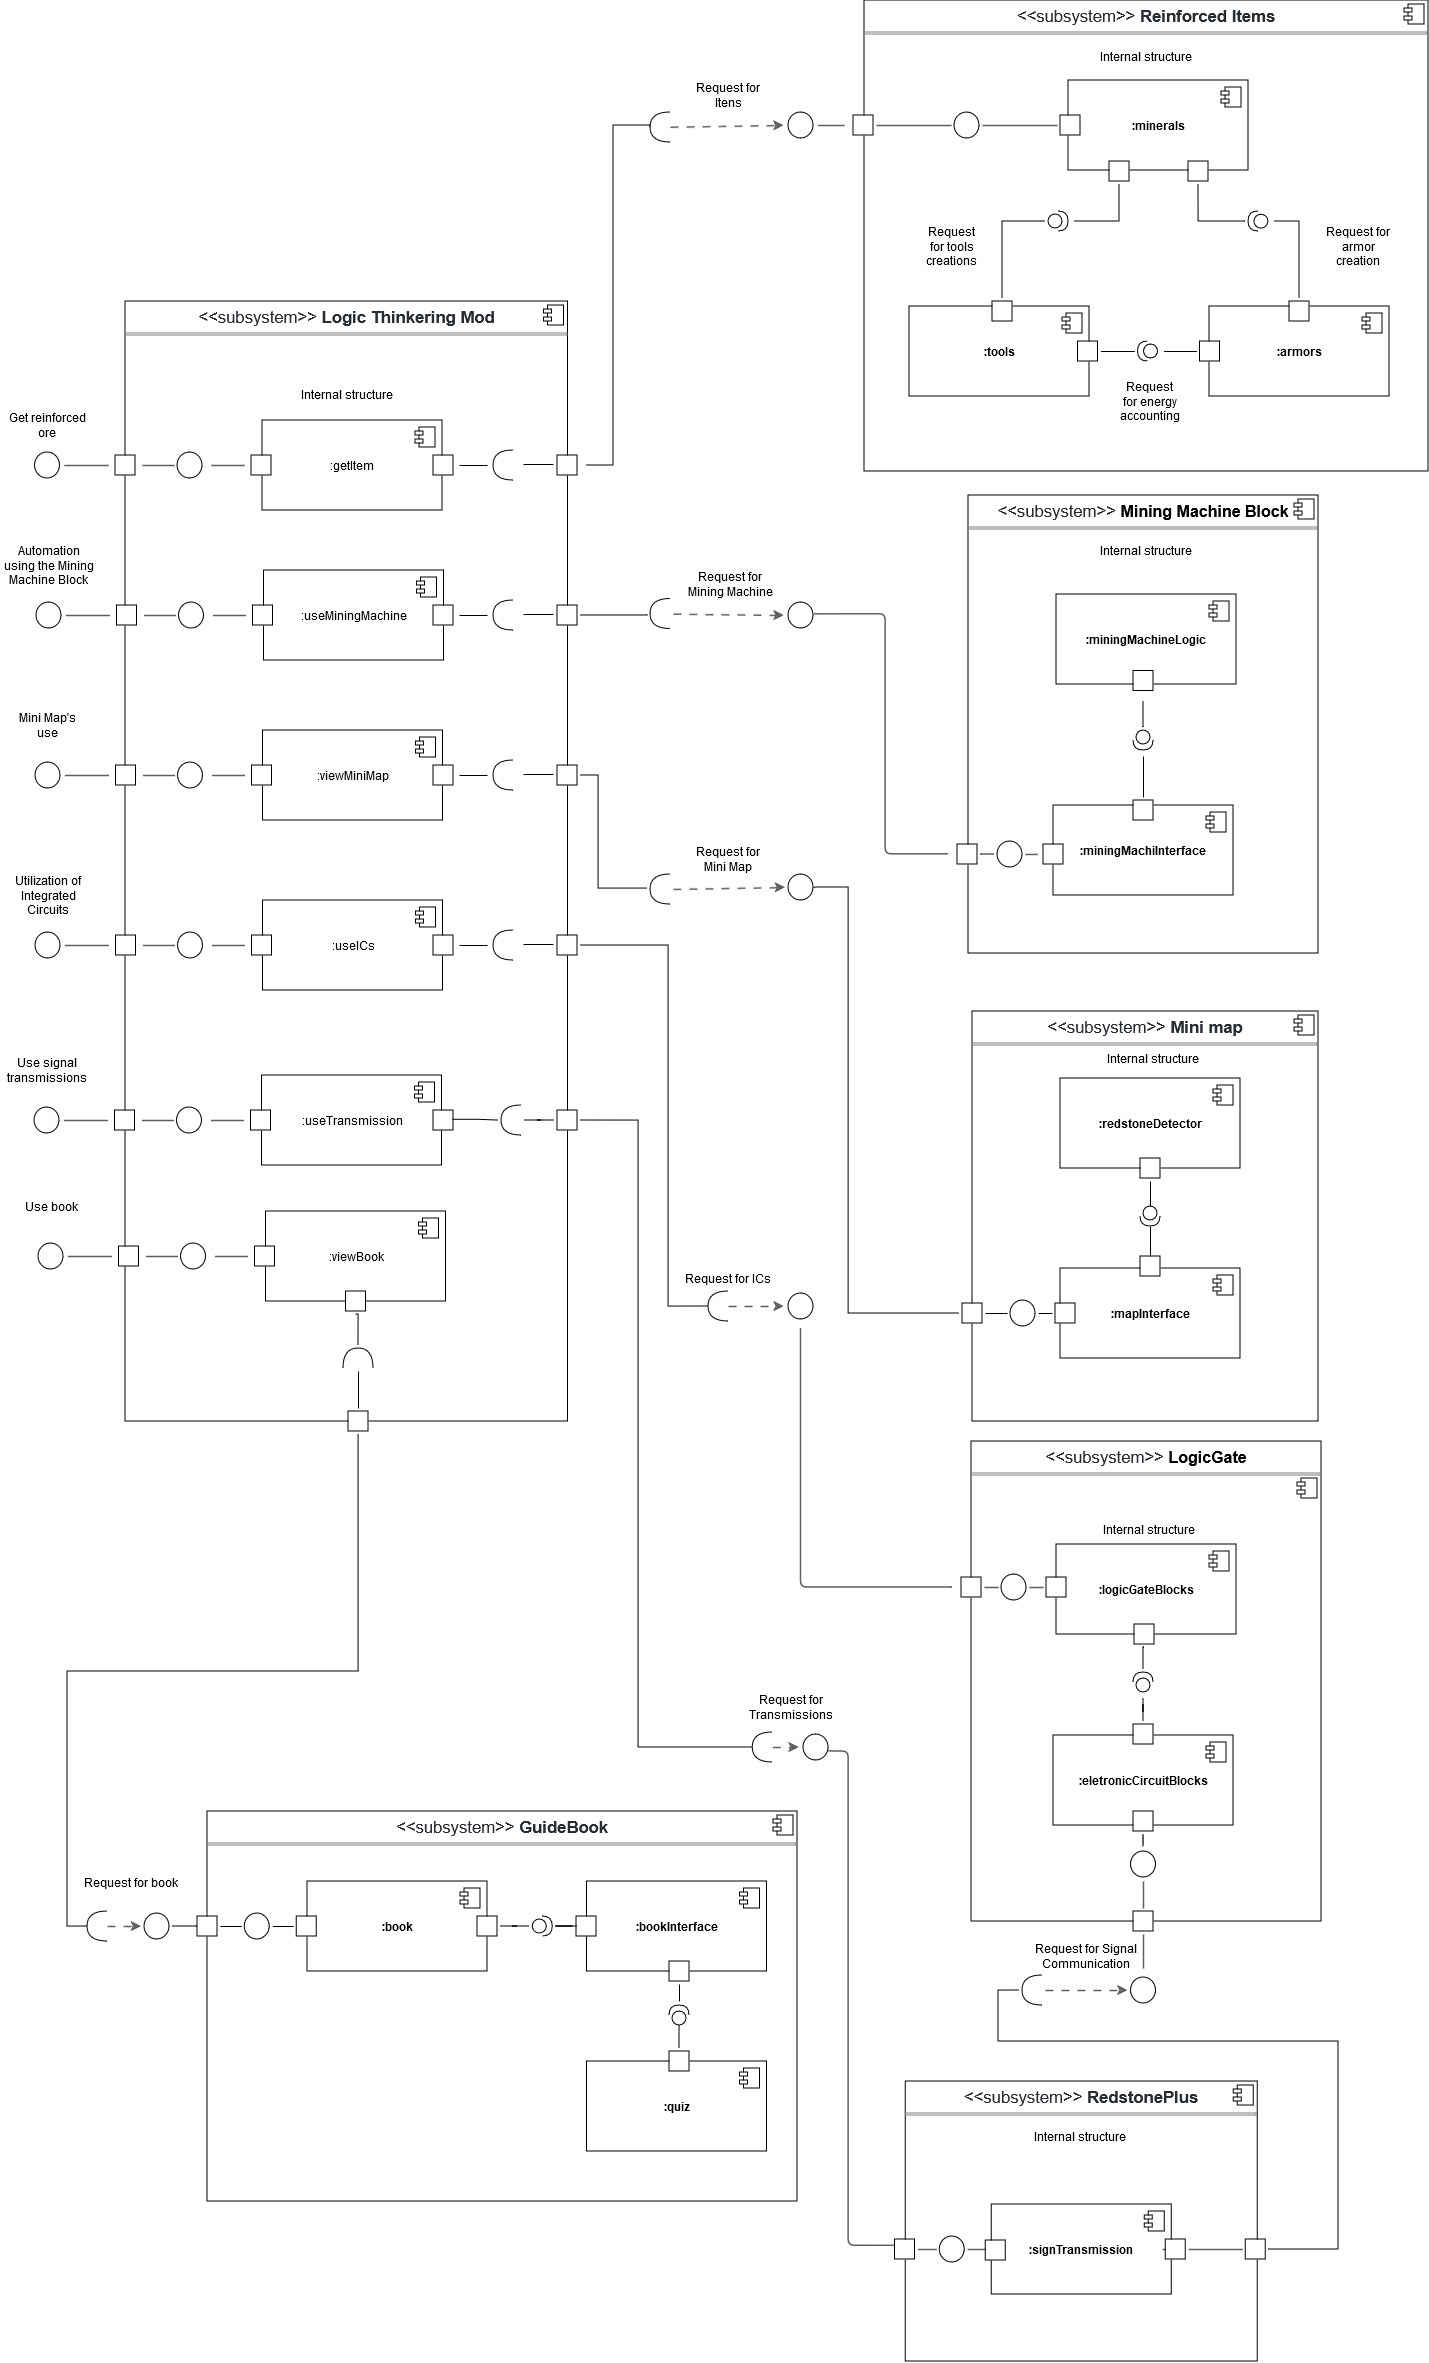 <<subsystem>> Reinforced Items
Internal structure
Request for
Itens
:minerals
Request
for tools
creations
Request for
armor
creation
:tools
:armors
Request
for energy
accounting
<<subsystem>> Logic Thinkering Mod
Internal structure
Get reinforced
ore
:getItem
Automation
using the Mining
Machine Block
:useMiningMachine
Mini Map's
use
:viewMiniMap
Utilization of
Integrated
Circuits
:useICs
Use signal
transmissions
:useTransmission
Use book
:viewBook
<<subsystem>> Mining Machine Block
Internal structure
Request for
Mining Machine
:miningMachineLogic
:miningMachiInterface
Request for
Mini Map
<<subsystem>> Mini map
Internal structure
:redstoneDetector
:mapInterface
Request for ICs
<<subsystem>> LogicGate
Internal structure
:logicGateBlocks
:eletronicCircuitBlocks
Request for
Transmissions
Request for Signal
Communication
<<subsystem>> GuideBook
Request for book
:book
:bookInterface
:quiz
<<subsystem>> RedstonePlus
Internal structure
:signTransmission